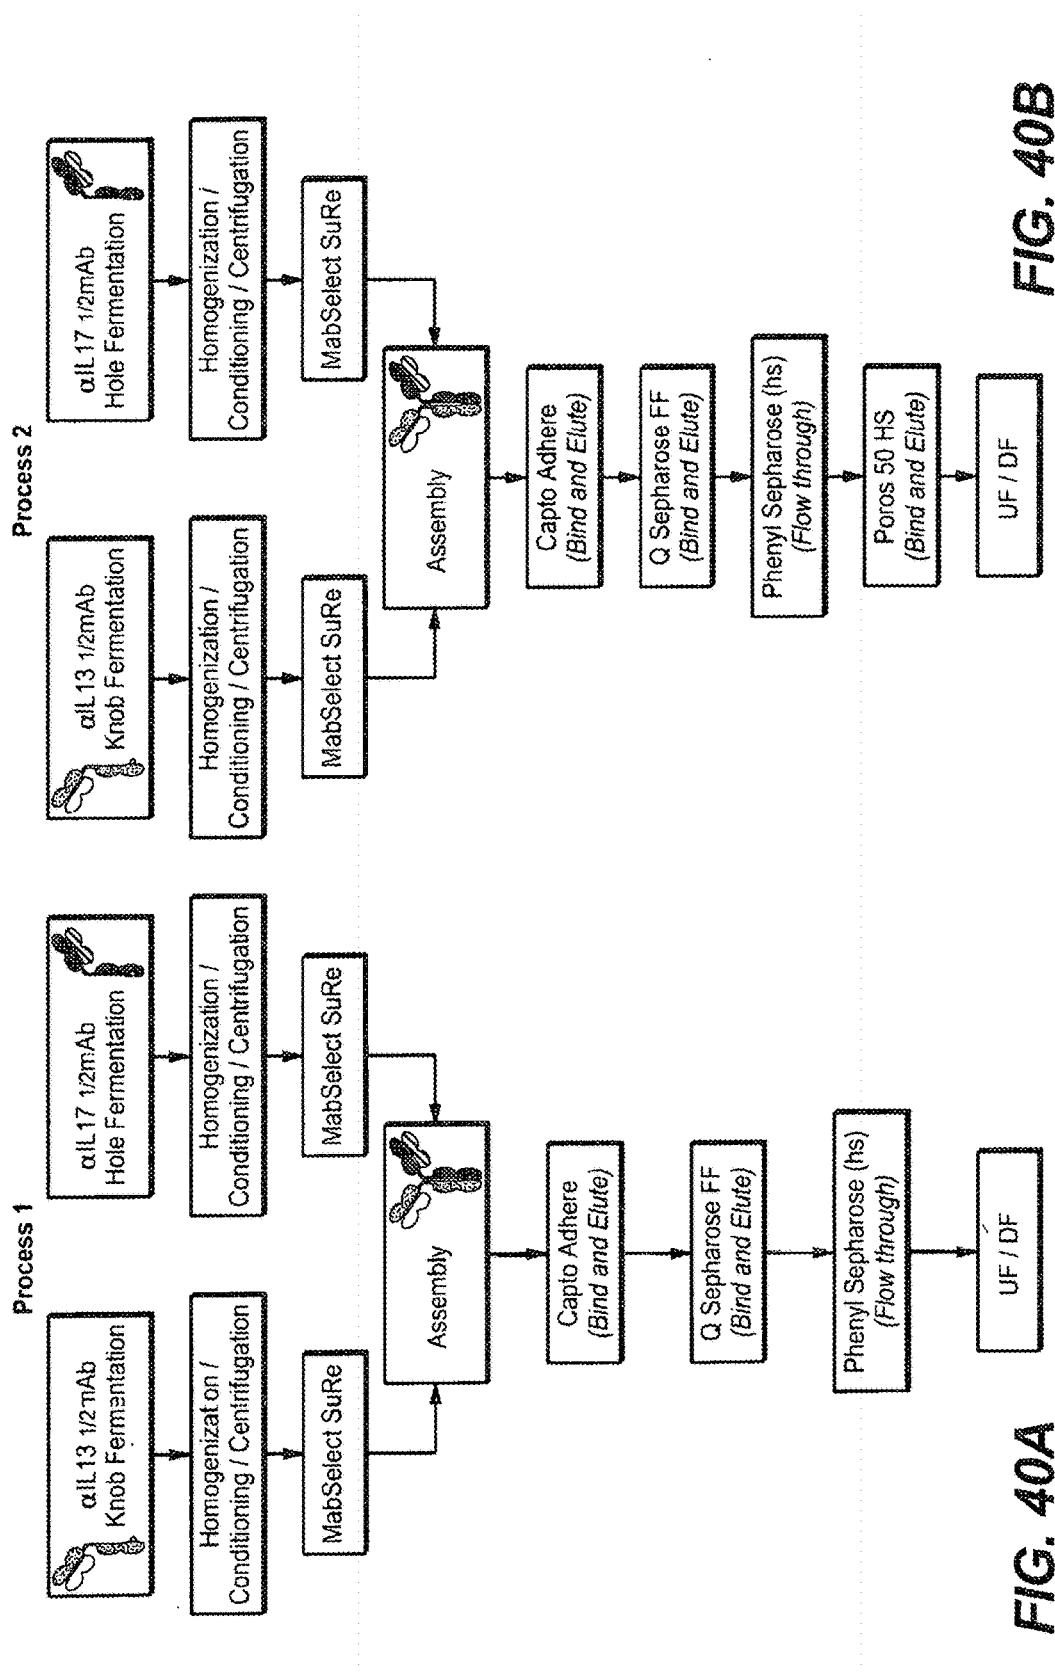 Process 1
αIL13 1/2mAb
Knob Fermentation
αIL17 1/2mAb
Hole Fermentation
Homogenization /
Conditioning / Centrifugation
Homogenization /
Conditioning / Centrifugation
MabSelect SuRe
MabSelect SuRe
Assembly
Capto Adhere
(Bind and Elute)
Q Sepharose FF
(Bind and Elute)
Phenyl Sepharose (hs)
(Flow through)
UF / DF
FIG. 40A
Process 2
αIL13 1/2mAb
Knob Fermentation
αIL17 1/2mAb
Hole Fermentation
Homogenization /
Conditioning / Centrifugation
Homogenization /
Conditioning / Centrifugation
MabSelect SuRe
MabSelect SuRe
Assembly
Capto Adhere
(Bind and Elute)
Q Sepharose FF
(Bind and Elute)
Phenyl Sepharose (hs)
(Flow through)
Poros 50 HS
(Bind and Elute)
UF / DF
FIG. 40B